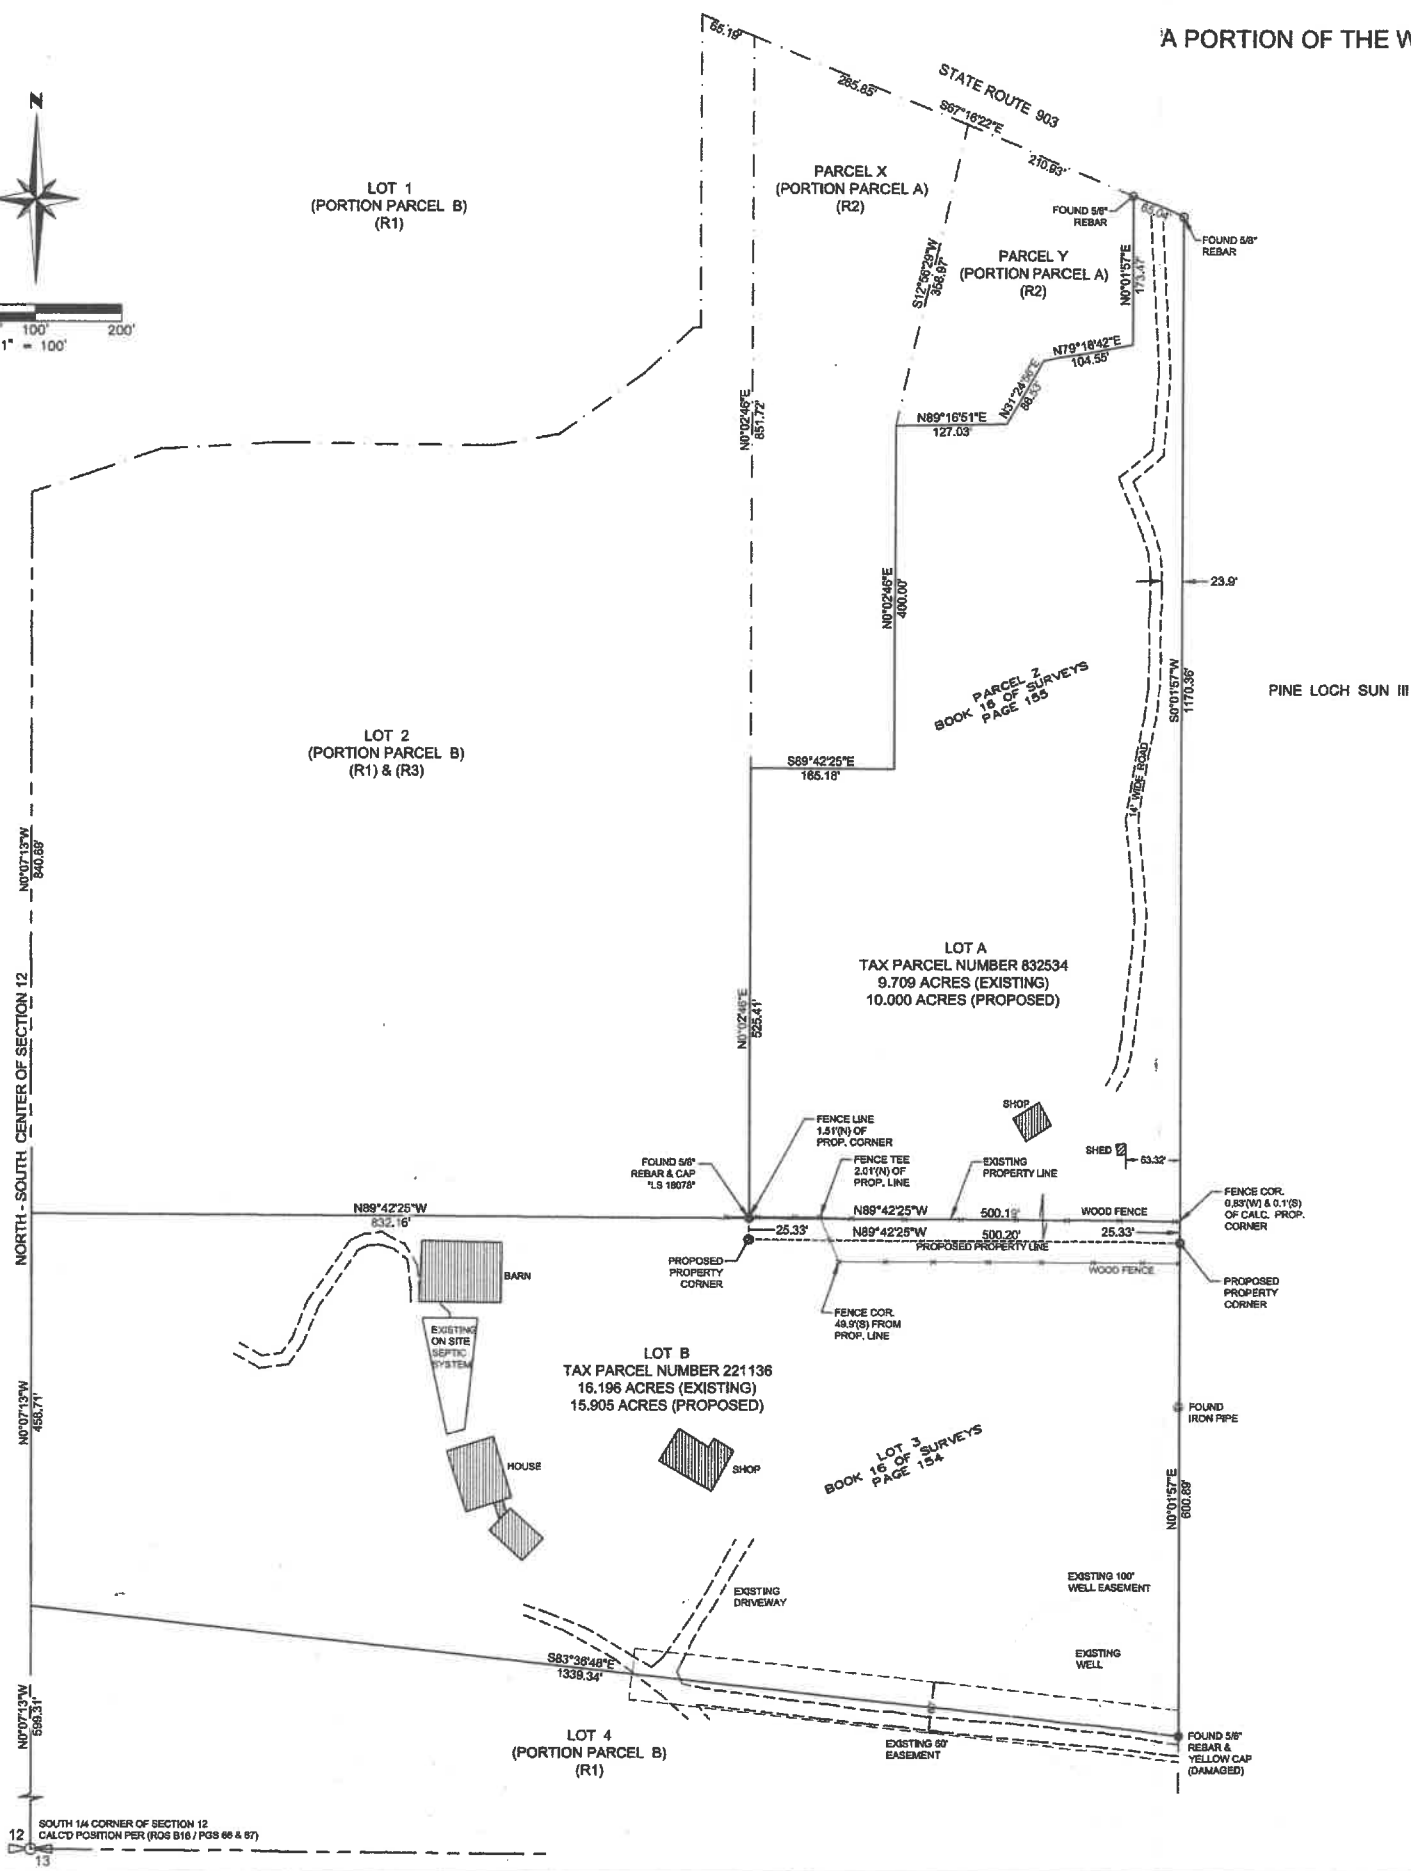 A PORTION OF THE W
65.19'
STATE ROUTE 903
265.85'
S67°16'22"E
210.93'
N
100'
200'
1" = 100'
LOT 1
(PORTION PARCEL B)
(R1)
PARCEL X
(PORTION PARCEL A)
(R2)
FOUND 5/8"
REBAR
65.04'
FOUND 5/8"
REBAR
S12°56'29"W
358.97'
PARCEL Y
(PORTION PARCEL A)
(R2)
N0°01'57"E
173.47'
N79°18'42"E
104.55'
N31°24'56"E
88.53'
N0°02'46"E
851.72'
N89°16'51"E
127.03'
N0°02'46"E
400.00'
23.9'
PARCEL 2
BOOK 16 OF SURVEYS
PAGE 155
S0°01'57"W
1170.36'
PINE LOCH SUN III
LOT 2
(PORTION PARCEL B)
(R1) & (R3)
S89°42'25"E
165.18'
14' WIDE ROAD
N0°07'13"W
840.69'
LOT A
TAX PARCEL NUMBER 832534
9.709 ACRES (EXISTING)
10.000 ACRES (PROPOSED)
N0°02'46"E
525.41'
NORTH - SOUTH CENTER OF SECTION 12
SHOP
SHED
63.32'
FENCE LINE
1.51'(N) OF
PROP. CORNER
FENCE TEE
2.01'(N) OF
PROP. LINE
EXISTING
PROPERTY LINE
FOUND 5/8"
REBAR & CAP
"LS 18078"
FENCE COR.
0.83'(W) & 0.1'(S)
OF CALC. PROP.
CORNER
N89°42'25"W
832.16'
N89°42'25"W
500.19'
WOOD FENCE
25.33'
N89°42'25"W
500.20'
25.33'
PROPOSED PROPERTY LINE
WOOD FENCE
PROPOSED
PROPERTY
CORNER
PROPOSED
PROPERTY
CORNER
BARN
FENCE COR.
49.9'(S) FROM
PROP. LINE
EXISTING
ON SITE
SEPTIC
SYSTEM
LOT B
TAX PARCEL NUMBER 221136
16.196 ACRES (EXISTING)
15.905 ACRES (PROPOSED)
N0°07'13"W
458.71'
FOUND
IRON PIPE
HOUSE
SHOP
LOT 3
BOOK 16 OF SURVEYS
PAGE 154
N0°01'57"E
600.89'
EXISTING
DRIVEWAY
EXISTING 100'
WELL EASEMENT
EXISTING
WELL
S83°36'48"E
1339.34'
N0°07'13"W
599.31'
LOT 4
(PORTION PARCEL B)
(R1)
EXISTING 60'
EASEMENT
FOUND 5/8"
REBAR &
YELLOW CAP
(DAMAGED)
SOUTH 1/4 CORNER OF SECTION 12
CALC'D POSITION PER (ROS B16 / PGS 66 & 67)
12
13